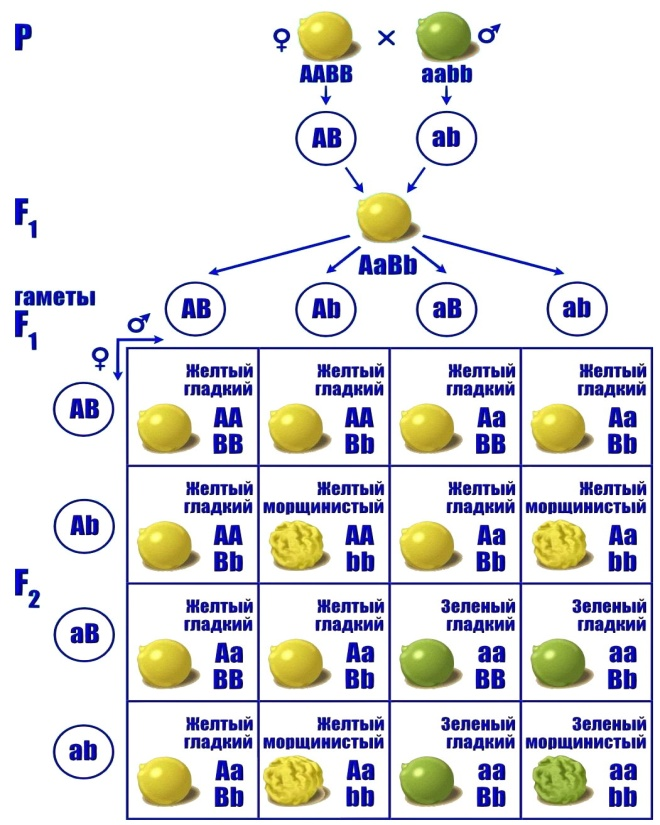 P
♀ × ♂
AABB aabb
AB ab
F₁
AaBb
гаметы
F₁
♂
♀
AB Ab aB ab
AB
Желтый гладкий AA BB
Желтый гладкий AA Bb
Желтый гладкий Aa BB
Желтый гладкий Aa Bb
Ab
Желтый гладкий AA Bb
Желтый морщинистый AA bb
Желтый гладкий Aa Bb
Желтый морщинистый Aa bb
F₂
aB
Желтый гладкий Aa BB
Желтый гладкий Aa Bb
Зеленый гладкий aa BB
Зеленый гладкий aa Bb
ab
Желтый гладкий Aa Bb
Желтый морщинистый Aa bb
Зеленый гладкий aa Bb
Зеленый морщинистый aa bb